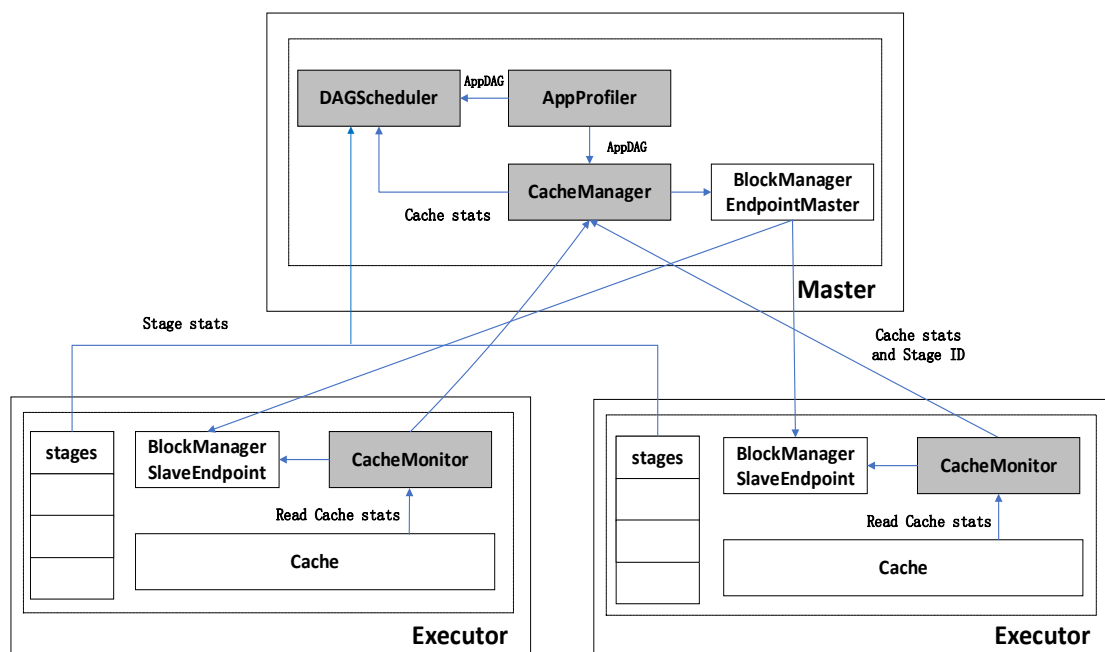 AppDAG
DAGScheduler
AppProfiler
AppDAG
CacheManager
BlockManager
EndpointMaster
Cache stats
Master
Stage stats
Cache stats
and Stage ID
stages
BlockManager
SlaveEndpoint
CacheMonitor
Read Cache stats
Cache
Executor
stages
BlockManager
SlaveEndpoint
CacheMonitor
Read Cache stats
Cache
Executor